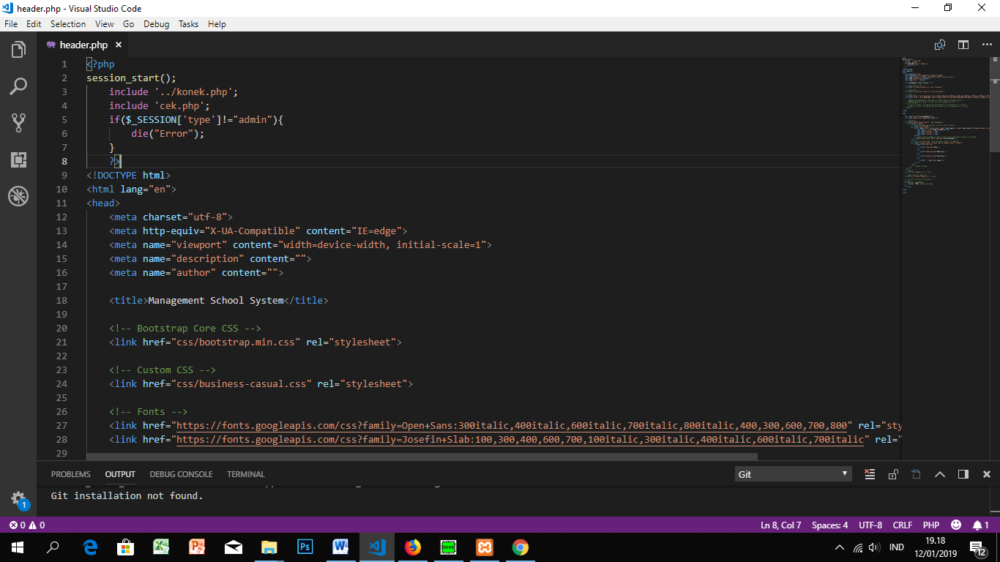 header.php - Visual Studio Code
File Edit Selection View Go Debug Tasks Help
header.php
1 <?php
2 session_start();
3 include '../konek.php';
4 include 'cek.php';
5 if($_SESSION['type']!="admin"){
6 die("Error");
7 }
8 ?>
9 <!DOCTYPE html>
10 <html lang="en">
11 <head>
12 <meta charset="utf-8">
13 <meta http-equiv="X-UA-Compatible" content="IE=edge">
14 <meta name="viewport" content="width=device-width, initial-scale=1">
15 <meta name="description" content="">
16 <meta name="author" content="">
17
18 <title>Management School System</title>
19
20 <!-- Bootstrap Core CSS -->
21 <link href="css/bootstrap.min.css" rel="stylesheet">
22
23 <!-- Custom CSS -->
24 <link href="css/business-casual.css" rel="stylesheet">
25
26 <!-- Fonts -->
27 <link href="https://fonts.googleapis.com/css?family=Open+Sans:300italic,400italic,600italic,700italic,800italic,400,300,600,700,800" rel="sty
28 <link href="https://fonts.googleapis.com/css?family=Josefin+Slab:100,300,400,600,700,100italic,300italic,400italic,600italic,700italic" rel="
29
PROBLEMS OUTPUT DEBUG CONSOLE TERMINAL Git
Git installation not found.
1
0 0 Ln 8, Col 7 Spaces: 4 UTF-8 CRLF PHP 1
IND 19.18
12/01/2019 12